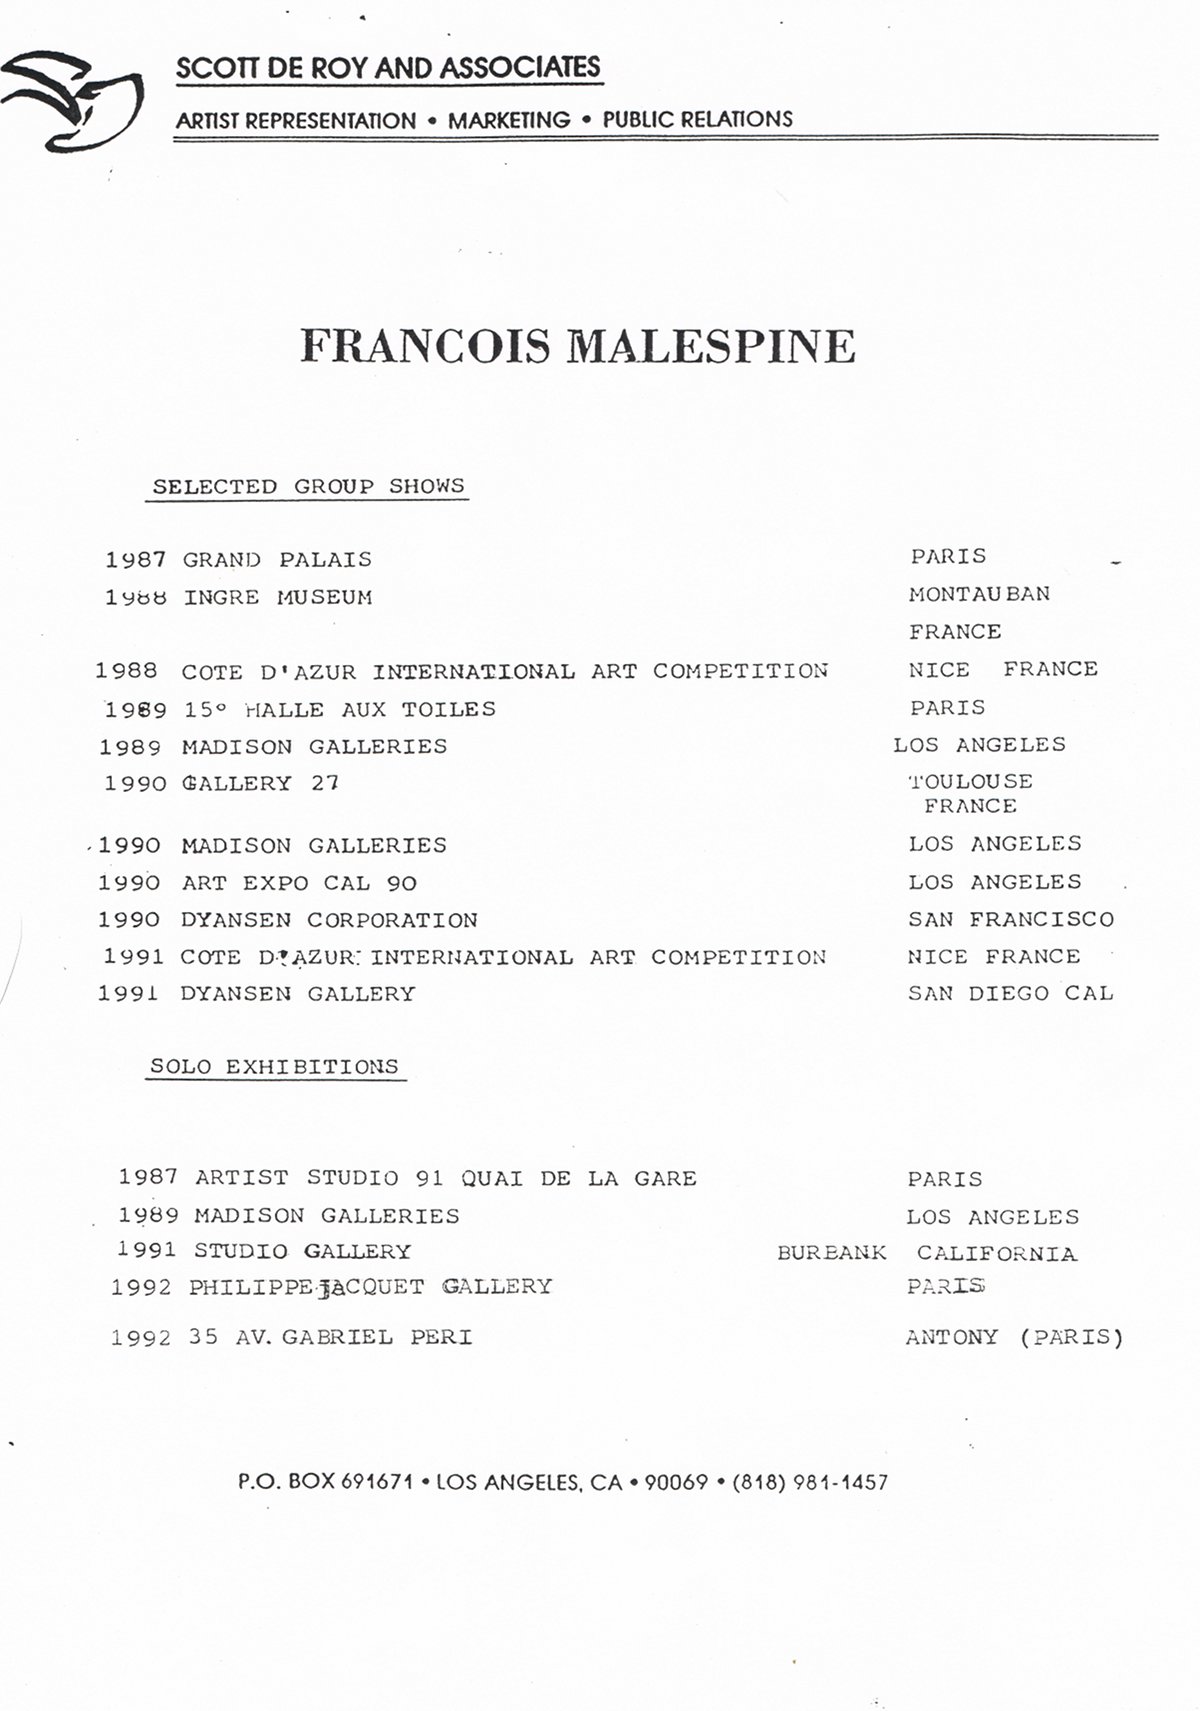 SCOTT DE ROY AND ASSOCIATES
ARTIST REPRESENTATION • MARKETING • PUBLIC RELATIONS
FRANCOIS MALESPINE
SELECTED GROUP SHOWS
1987 GRAND PALAIS PARIS
1988 INGRE MUSEUM MONTAUBAN
FRANCE
1988 COTE D'AZUR INTERNATIONAL ART COMPETITION NICE FRANCE
1989 15° HALLE AUX TOILES PARIS
1989 MADISON GALLERIES LOS ANGELES
1990 GALLERY 27 TOULOUSE
FRANCE
1990 MADISON GALLERIES LOS ANGELES
1990 ART EXPO CAL 90 LOS ANGELES
1990 DYANSEN CORPORATION SAN FRANCISCO
1991 COTE D'AZUR INTERNATIONAL ART COMPETITION NICE FRANCE
1991 DYANSEN GALLERY SAN DIEGO CAL
SOLO EXHIBITIONS
1987 ARTIST STUDIO 91 QUAI DE LA GARE PARIS
1989 MADISON GALLERIES LOS ANGELES
1991 STUDIO GALLERY BURBANK CALIFORNIA
1992 PHILIPPE JACQUET GALLERY PARIS
1992 35 AV. GABRIEL PERI ANTONY (PARIS)
P.O. BOX 691671 • LOS ANGELES, CA • 90069 • (818) 981-1457